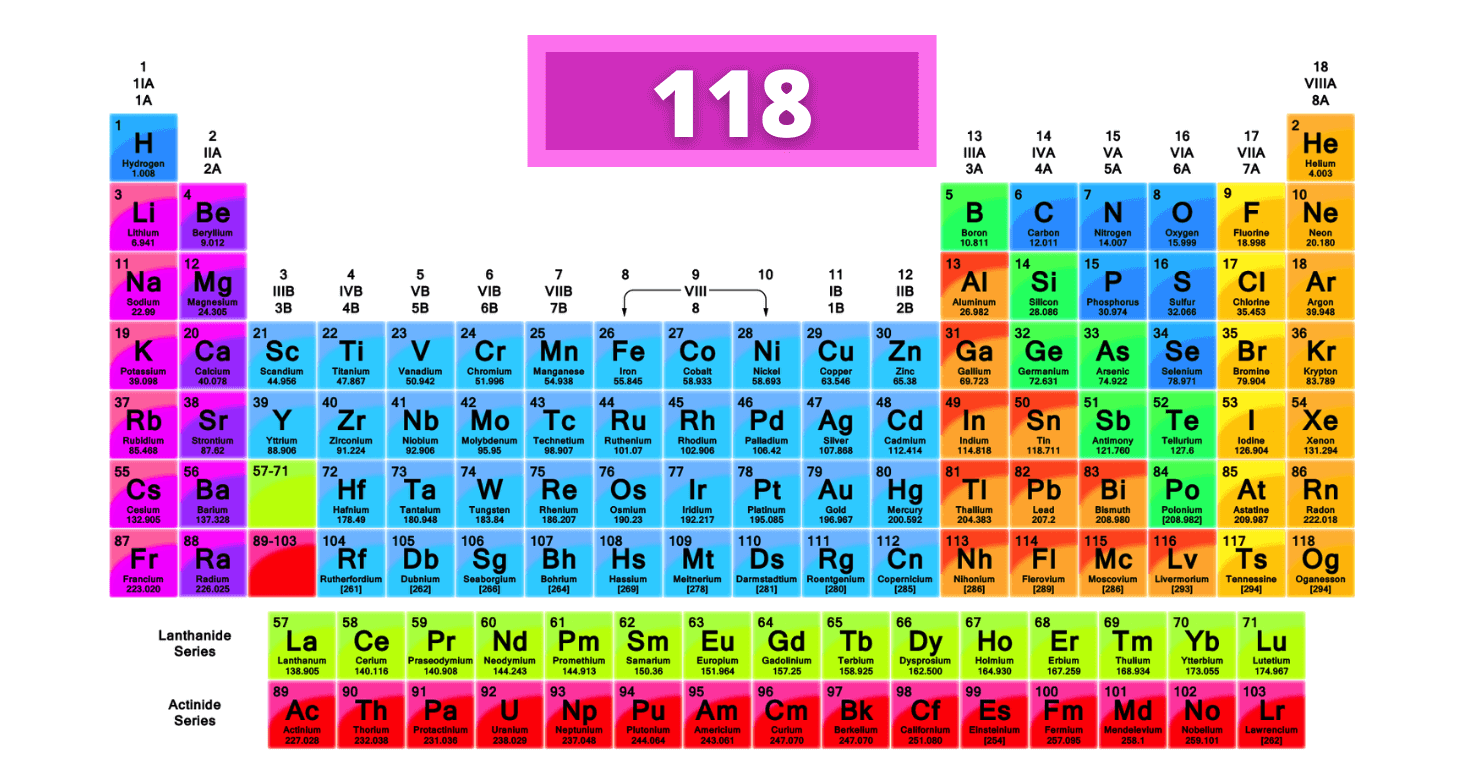 118
1 18
1IA VIIIA
1A 8A
1 2
H He
Hydrogen Helium
1.008 4.003
2 13 14 15 16 17
IIA IIIA IVA VA VIA VIIA
2A 3A 4A 5A 6A 7A
3 4 5 6 7 8 9 10
Li Be B C N O F Ne
Lithium Beryllium Boron Carbon Nitrogen Oxygen Fluorine Neon
6.941 9.012 10.811 12.011 14.007 15.999 18.998 20.180
11 12 13 14 15 16 17 18
Na Mg Al Si P S Cl Ar
Sodium Magnesium Aluminum Silicon Phosphorus Sulfur Chlorine Argon
22.99 24.305 26.982 28.086 30.974 32.066 35.453 39.948
3 4 5 6 7 8 9 10 11 12
IIIB IVB VB VIB VIIB VIII IB IIB
3B 4B 5B 6B 7B 8 1B 2B
19 20 21 22 23 24 25 26 27 28 29 30 31 32 33 34 35 36
K Ca Sc Ti V Cr Mn Fe Co Ni Cu Zn Ga Ge As Se Br Kr
Potassium Calcium Scandium Titanium Vanadium Chromium Manganese Iron Cobalt Nickel Copper Zinc Gallium Germanium Arsenic Selenium Bromine Krypton
39.098 40.078 44.956 47.867 50.942 51.996 54.938 55.845 58.933 58.693 63.546 65.38 69.723 72.631 74.922 78.971 79.904 83.789
37 38 39 40 41 42 43 44 45 46 47 48 49 50 51 52 53 54
Rb Sr Y Zr Nb Mo Tc Ru Rh Pd Ag Cd In Sn Sb Te I Xe
Rubidium Strontium Yttrium Zirconium Niobium Molybdenum Technetium Ruthenium Rhodium Palladium Silver Cadmium Indium Tin Antimony Tellurium Iodine Xenon
85.468 87.62 88.906 91.224 92.906 95.95 98.907 101.07 102.906 106.42 107.868 112.414 114.818 118.711 121.760 127.6 126.904 131.294
55 56 57-71 72 73 74 75 76 77 78 79 80 81 82 83 84 85 86
Cs Ba Hf Ta W Re Os Ir Pt Au Hg Tl Pb Bi Po At Rn
Cesium Barium Hafnium Tantalum Tungsten Rhenium Osmium Iridium Platinum Gold Mercury Thallium Lead Bismuth Polonium Astatine Radon
132.905 137.328 178.49 180.948 183.84 186.207 190.23 192.217 195.085 196.967 200.592 204.383 207.2 208.980 [208.982] 209.987 222.018
87 88 89-103 104 105 106 107 108 109 110 111 112 113 114 115 116 117 118
Fr Ra Rf Db Sg Bh Hs Mt Ds Rg Cn Nh Fl Mc Lv Ts Og
Francium Radium Rutherfordium Dubnium Seaborgium Bohrium Hassium Meitnerium Darmstadtium Roentgenium Copernicium Nihonium Flerovium Moscovium Livermorium Tennessine Oganesson
223.020 226.025 [261] [262] [266] [264] [269] [278] [281] [280] [285] [286] [289] [286] [293] [294] [294]
Lanthanide
Series
57 58 59 60 61 62 63 64 65 66 67 68 69 70 71
La Ce Pr Nd Pm Sm Eu Gd Tb Dy Ho Er Tm Yb Lu
Lanthanum Cerium Praseodymium Neodymium Promethium Samarium Europium Gadolinium Terbium Dysprosium Holmium Erbium Thulium Ytterbium Lutetium
138.905 140.116 140.908 144.243 144.913 150.36 151.964 157.25 158.925 162.500 164.930 167.259 168.934 173.055 174.967
Actinide
Series
89 90 91 92 93 94 95 96 97 98 99 100 101 102 103
Ac Th Pa U Np Pu Am Cm Bk Cf Es Fm Md No Lr
Actinium Thorium Protactinium Uranium Neptunium Plutonium Americium Curium Berkelium Californium Einsteinium Fermium Mendelevium Nobelium Lawrencium
227.028 232.038 231.036 238.029 237.048 244.064 243.061 247.070 247.070 251.080 [254] 257.095 258.1 259.101 [262]